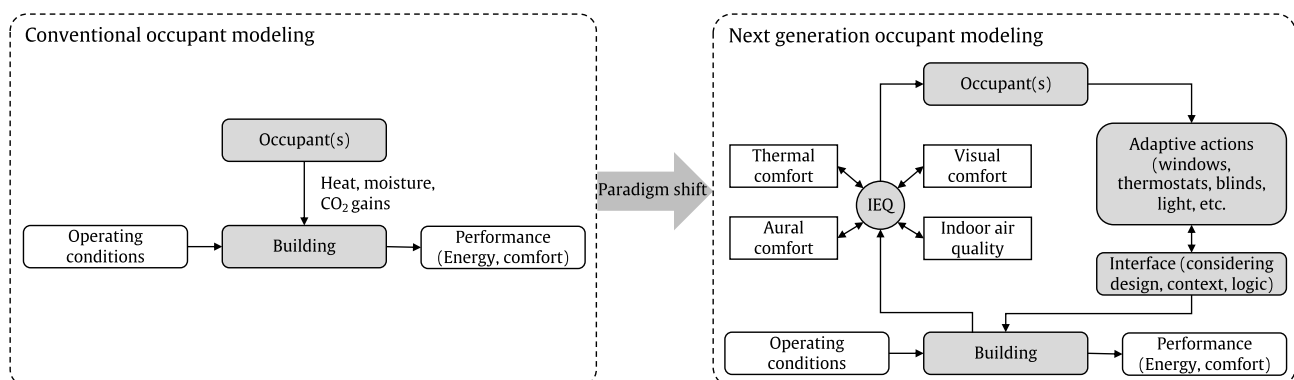 Conventional occupant modeling
Occupant(s)
Heat, moisture,
CO₂ gains
Operating
conditions
Building
Performance
(Energy, comfort)
Paradigm shift
Next generation occupant modeling
Occupant(s)
Thermal
comfort
Visual
comfort
IEQ
Aural
comfort
Indoor air
quality
Adaptive actions
(windows,
thermostats, blinds,
light, etc.
Interface (considering
design, context, logic)
Operating
conditions
Building
Performance
(Energy, comfort)